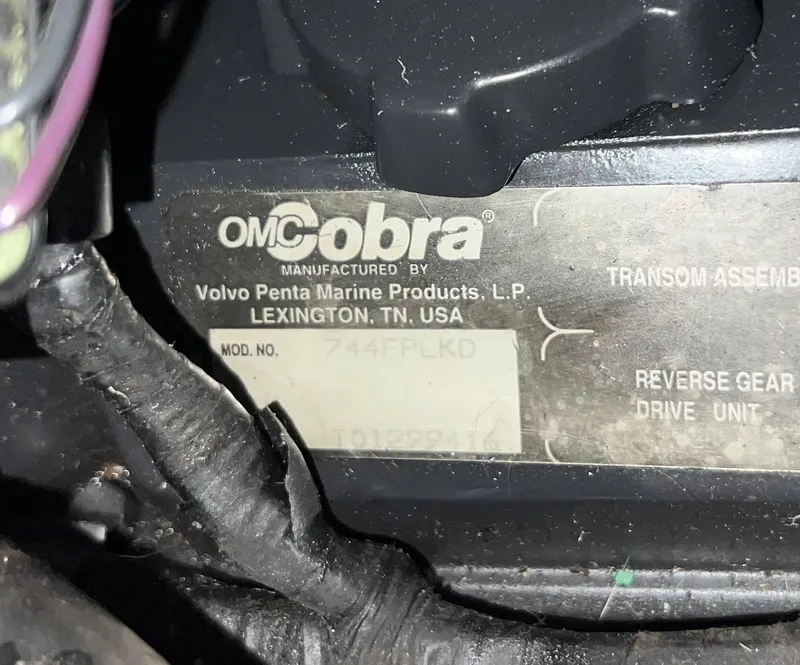 OMC Cobra®
MANUFACTURED BY
Volvo Penta Marine Products, L.P.
LEXINGTON, TN, USA
MOD. NO. 744FPLKD
T01299416
TRANSOM ASSEMB
REVERSE GEAR
DRIVE UNIT